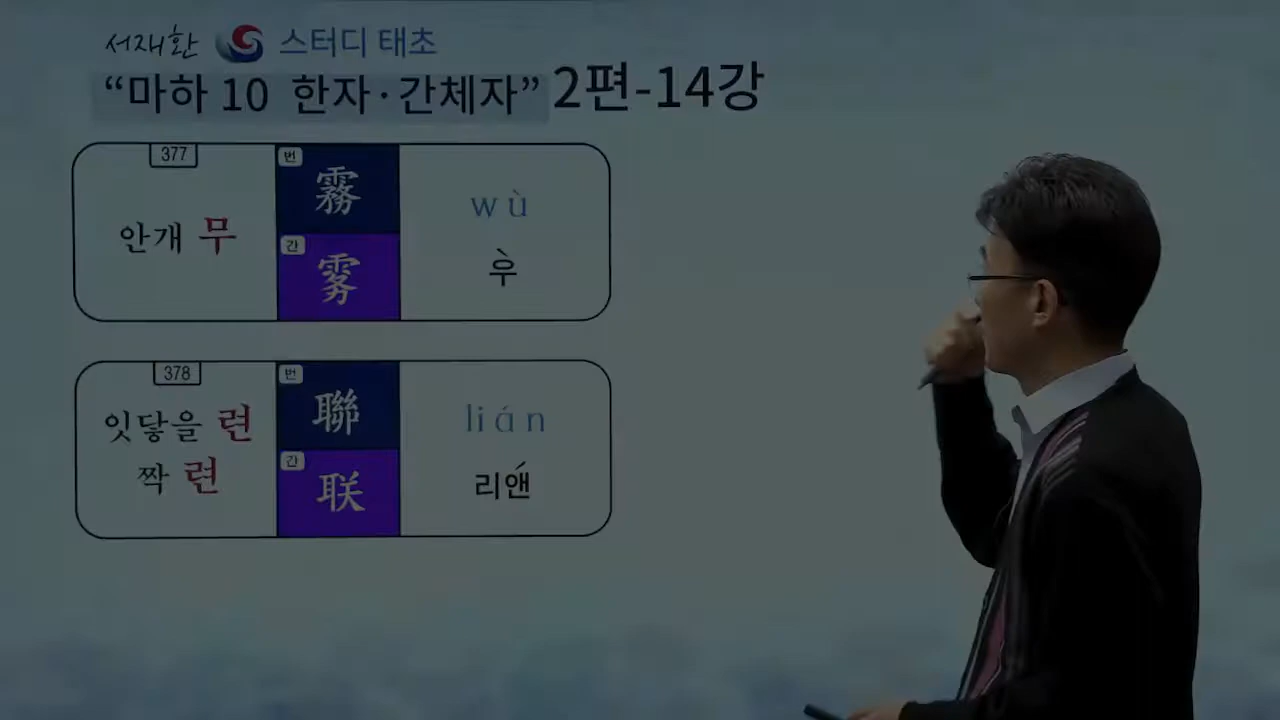 서재환 스터디 태초
“마하 10 한자·간체자” 2편-14강
377
안개 무
번 霧
간 雾
wù
우
378
잇닿을 련
짝 련
번 聯
간 联
lián
리앤